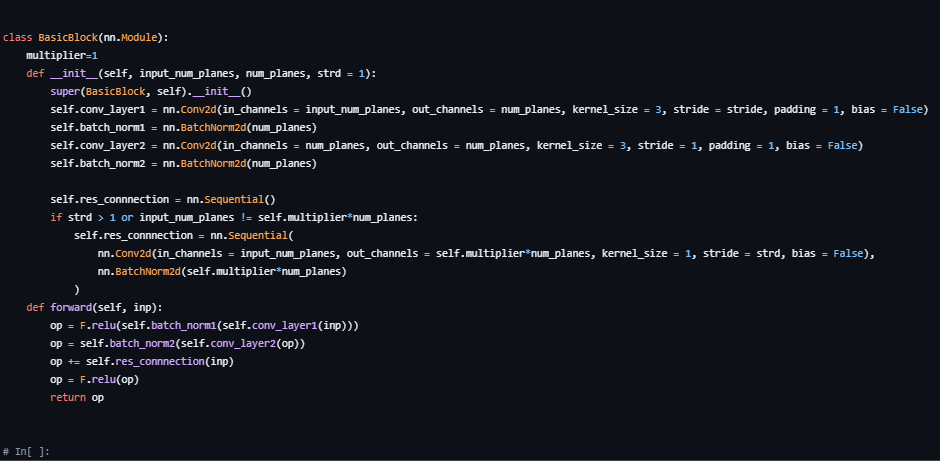 class BasicBlock(nn.Module):
    multiplier=1
    def __init__(self, input_num_planes, num_planes, strd = 1):
        super(BasicBlock, self).__init__()
        self.conv_layer1 = nn.Conv2d(in_channels = input_num_planes, out_channels = num_planes, kernel_size = 3, stride = stride, padding = 1, bias = False)
        self.batch_norm1 = nn.BatchNorm2d(num_planes)
        self.conv_layer2 = nn.Conv2d(in_channels = num_planes, out_channels = num_planes, kernel_size = 3, stride = 1, padding = 1, bias = False)
        self.batch_norm2 = nn.BatchNorm2d(num_planes)

        self.res_connnection = nn.Sequential()
        if strd > 1 or input_num_planes != self.multiplier*num_planes:
            self.res_connnection = nn.Sequential(
                nn.Conv2d(in_channels = input_num_planes, out_channels = self.multiplier*num_planes, kernel_size = 1, stride = strd, bias = False),
                nn.BatchNorm2d(self.multiplier*num_planes)
            )
    def forward(self, inp):
        op = F.relu(self.batch_norm1(self.conv_layer1(inp)))
        op = self.batch_norm2(self.conv_layer2(op))
        op += self.res_connnection(inp)
        op = F.relu(op)
        return op

# In[ ]: